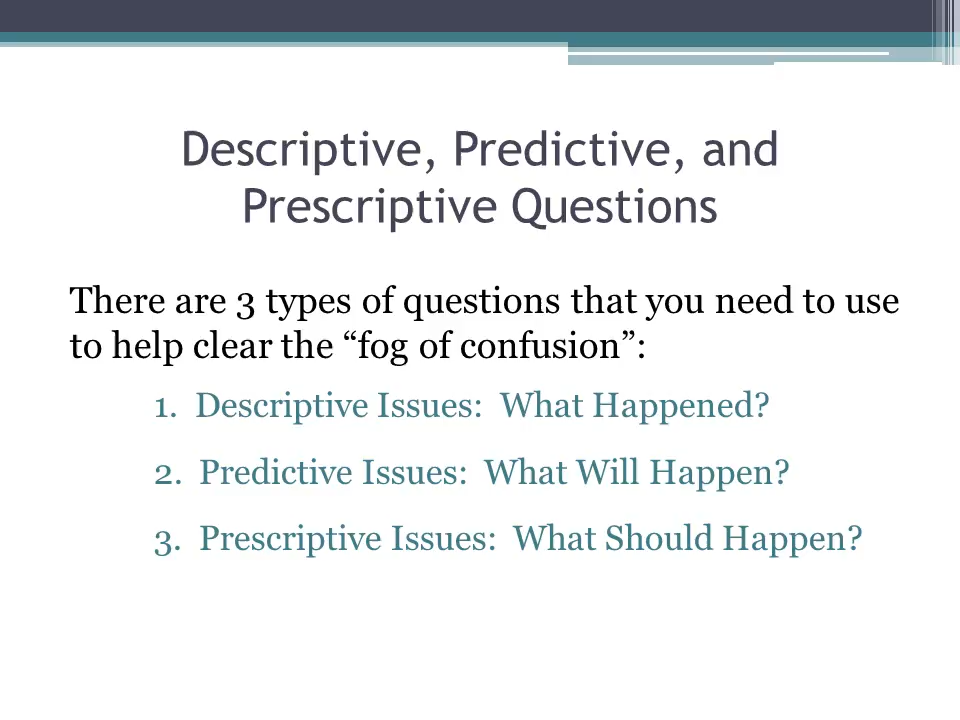 Descriptive, Predictive, and
Prescriptive Questions
There are 3 types of questions that you need to use
to help clear the “fog of confusion”:
1. Descriptive Issues: What Happened?
2. Predictive Issues: What Will Happen?
3. Prescriptive Issues: What Should Happen?